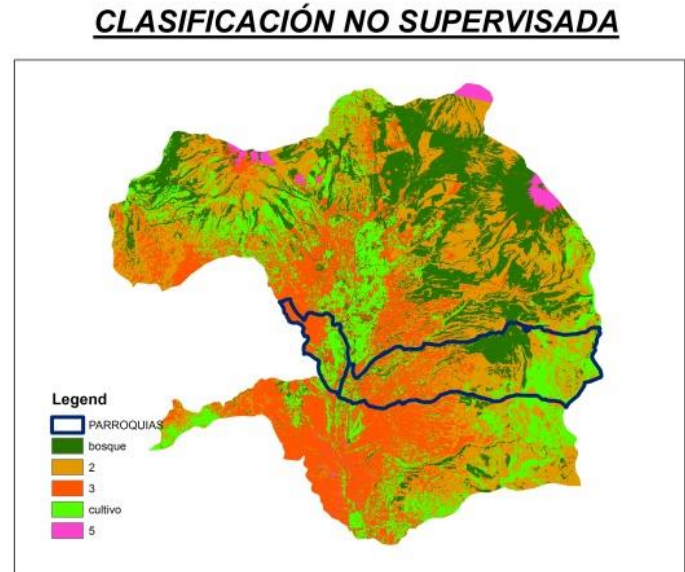 CLASIFICACIÓN NO SUPERVISADA
Legend
PARROQUIAS
bosque
2
3
cultivo
5